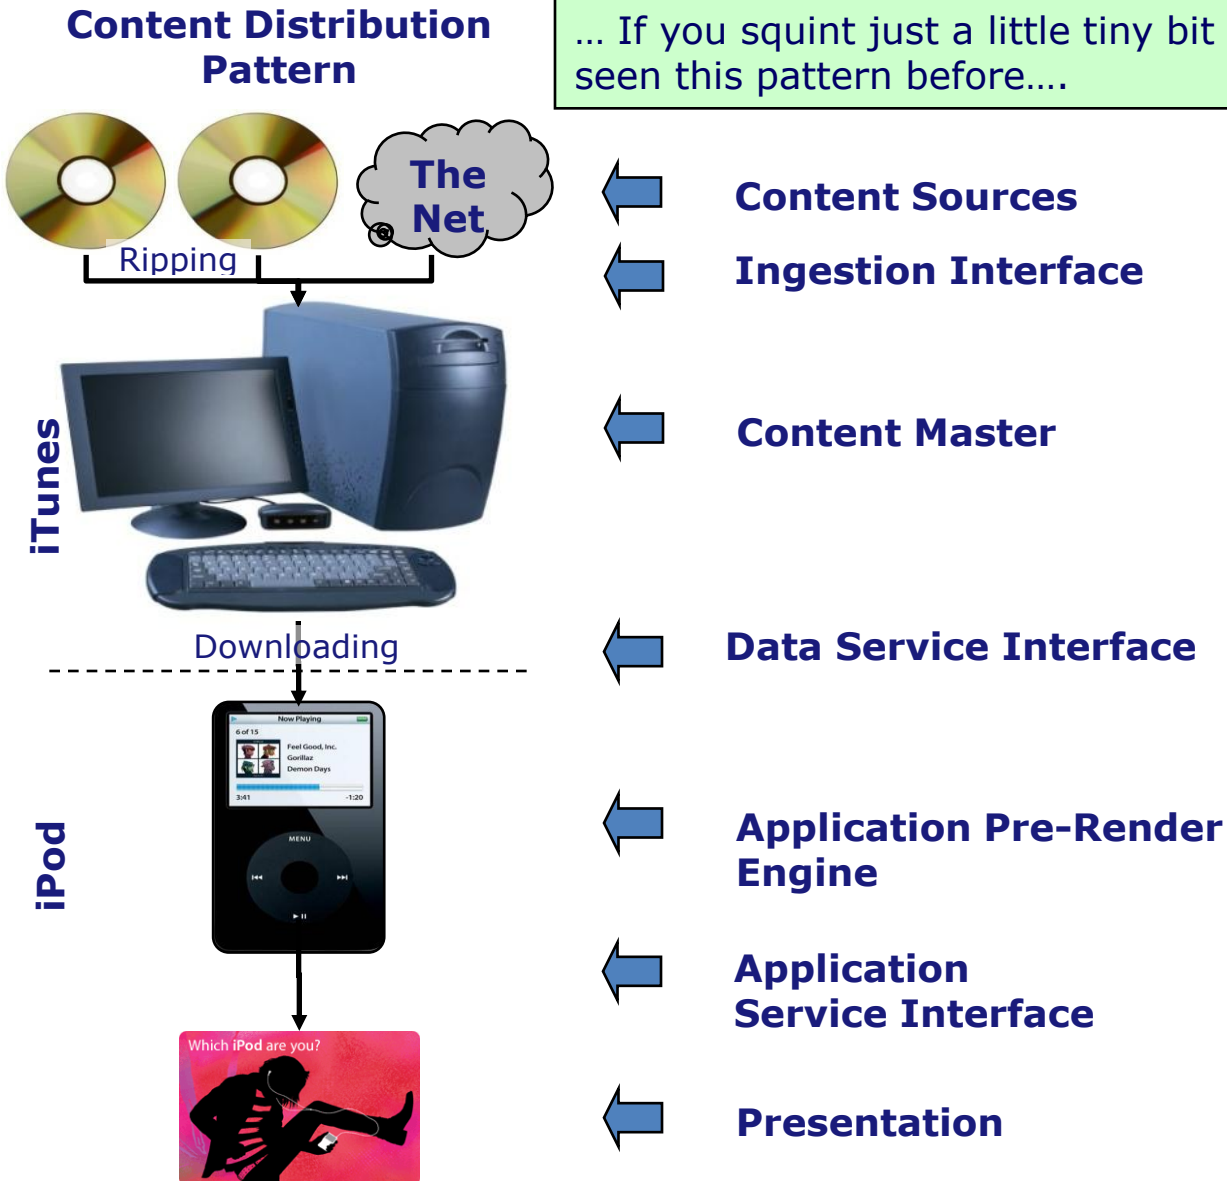 Content Distribution
Pattern
… If you squint just a little tiny bit
seen this pattern before….
The
Net
Ripping
Content Sources
Ingestion Interface
iTunes
Content Master
Downloading
Data Service Interface
Now Playing
6 of 15
Feel Good, Inc.
Gorillaz
Demon Days
3:41
-1:20
MENU
iPod
Application Pre-Render
Engine
Application
Service Interface
Which iPod are you?
Presentation